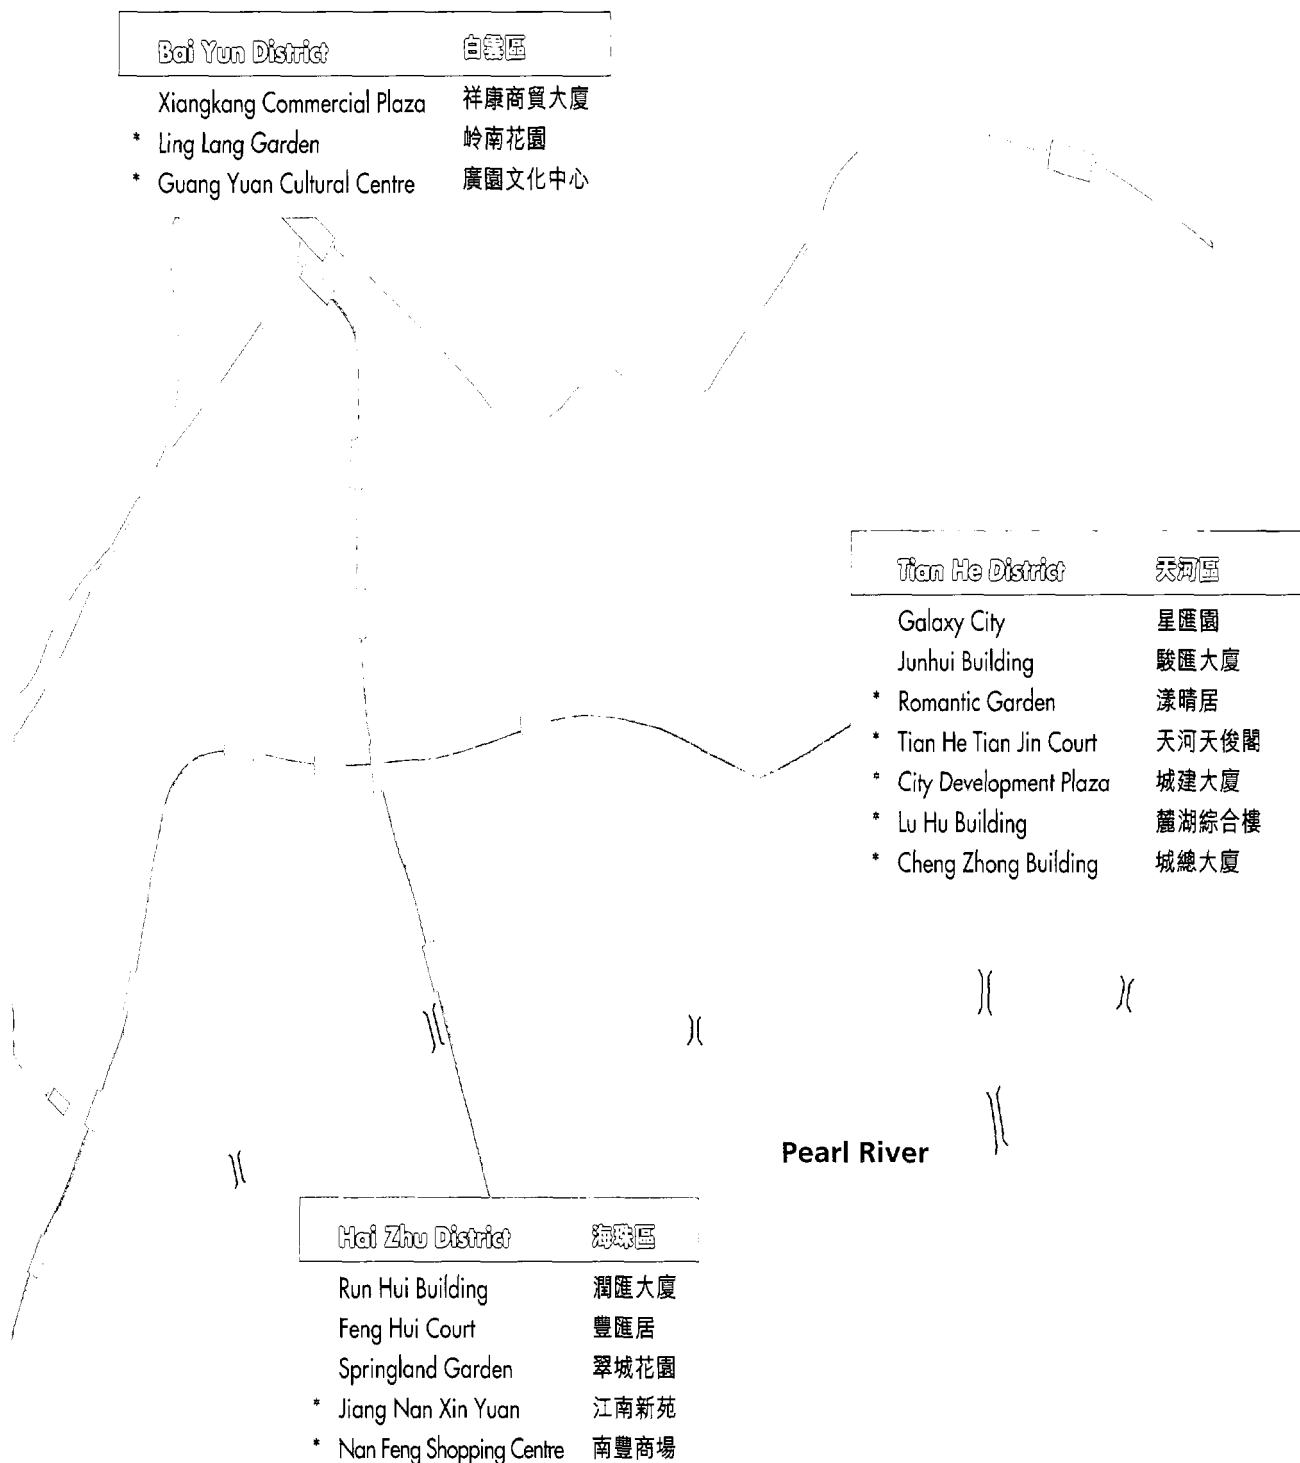 Bai Yun District 白雲區
Xiangkang Commercial Plaza 祥康商貿大廈
* Ling Lang Garden 岭南花園
* Guang Yuan Cultural Centre 廣園文化中心
Tian He District 天河區
Galaxy City 星匯園
Junhui Building 駿匯大廈
* Romantic Garden 漾晴居
* Tian He Tian Jin Court 天河天俊閣
* City Development Plaza 城建大廈
* Lu Hu Building 麓湖綜合樓
* Cheng Zhong Building 城總大廈
Pearl River
Hai Zhu District 海珠區
Run Hui Building 潤匯大廈
Feng Hui Court 豐匯居
Springland Garden 翠城花園
* Jiang Nan Xin Yuan 江南新苑
* Nan Feng Shopping Centre 南豐商場